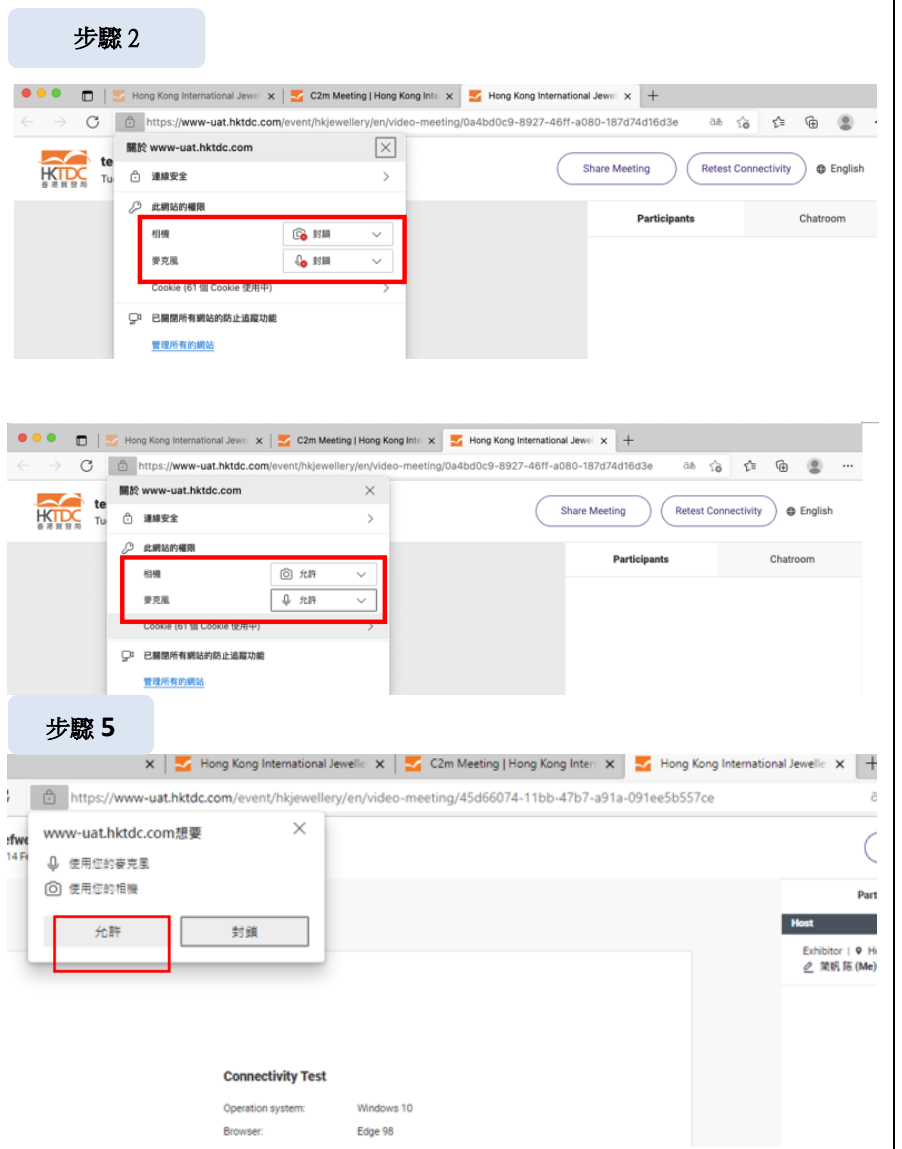 步驟 2
Hong Kong International Jewel
C2m Meeting | Hong Kong Inte
Hong Kong International Jewel
https://www-uat.hktdc.com/event/hkjewellery/en/video-meeting/0a4bd0c9-8927-46ff-a080-187d74d16d3e
關於 www-uat.hktdc.com
HKTDC
香港貿發局
te
Tu
連線安全
Share Meeting
Retest Connectivity
English
此網站的權限
Participants
Chatroom
相機
封鎖
麥克風
封鎖
Cookie (61 個 Cookie 使用中)
已關閉所有網站的防止追蹤功能
管理所有的網站
Hong Kong International Jewel
C2m Meeting | Hong Kong Inte
Hong Kong International Jewel
https://www-uat.hktdc.com/event/hkjewellery/en/video-meeting/0a4bd0c9-8927-46ff-a080-187d74d16d3e
關於 www-uat.hktdc.com
HKTDC
香港貿發局
te
Tu
連線安全
Share Meeting
Retest Connectivity
English
此網站的權限
Participants
Chatroom
相機
允許
麥克風
允許
Cookie (61 個 Cookie 使用中)
已關閉所有網站的防止追蹤功能
管理所有的網站
步驟 5
Hong Kong International Jewelle
C2m Meeting | Hong Kong Intern
Hong Kong International Jewelle
https://www-uat.hktdc.com/event/hkjewellery/en/video-meeting/45d66074-11bb-47b7-a91a-091ee5b557ce
www-uat.hktdc.com想要
efwe
14 Fe
使用您的麥克風
使用您的相機
允許
封鎖
Part
Host
Exhibitor |
(Me)
Connectivity Test
Operation system:
Windows 10
Browser:
Edge 98